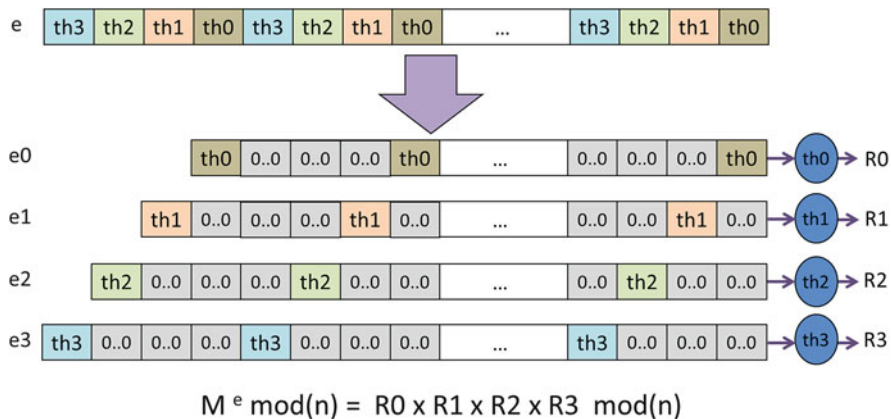 e th3 th2 th1 th0 th3 th2 th1 th0 ... th3 th2 th1 th0
e0 th0 0..0 0..0 0..0 th0 ... 0..0 0..0 0..0 th0 th0 R0
e1 th1 0..0 0..0 0..0 th1 0..0 ... 0..0 0..0 th1 0..0 th1 R1
e2 th2 0..0 0..0 0..0 th2 0..0 0..0 ... 0..0 th2 0..0 0..0 th2 R2
e3 th3 0..0 0..0 0..0 th3 0..0 0..0 0..0 ... th3 0..0 0..0 0..0 th3 R3
M e mod(n) = R0 x R1 x R2 x R3 mod(n)